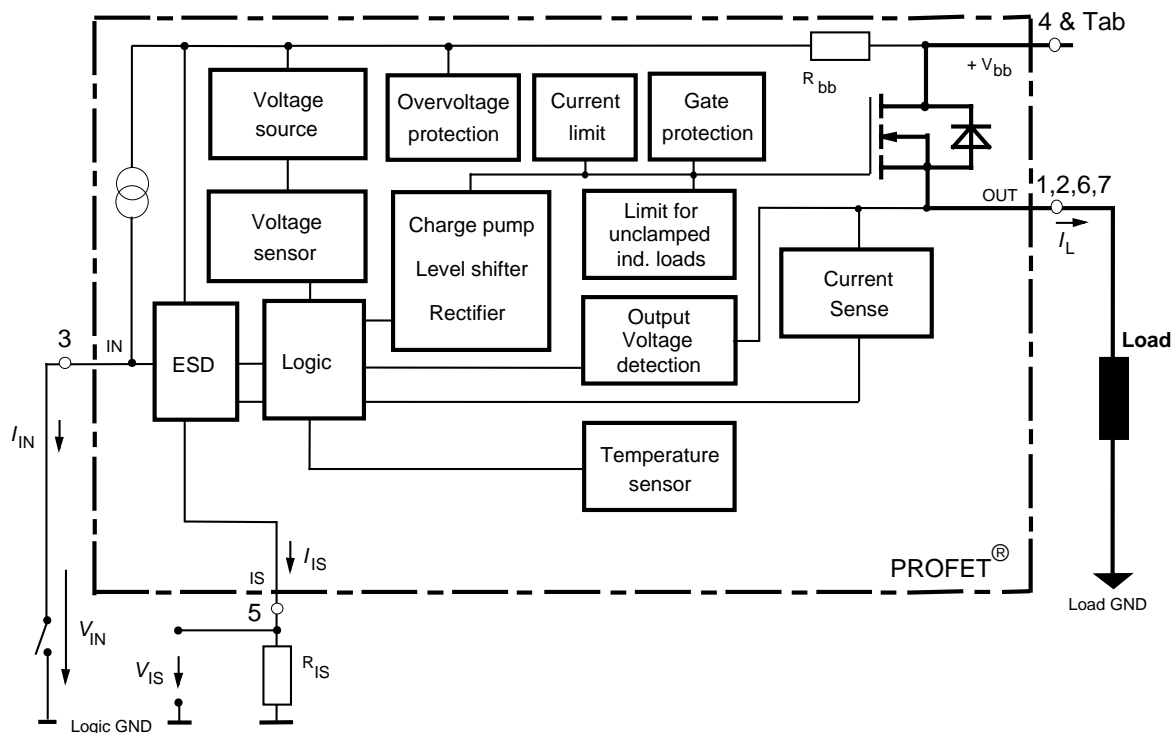 4 & Tab
R bb
+ V bb
Voltage
source
Overvoltage
protection
Current
limit
Gate
protection
Voltage
sensor
Charge pump
Level shifter
Rectifier
Limit for
unclamped
ind. loads
OUT
1,2,6,7
I L
Current
Sense
3
IN
ESD
Logic
Output
Voltage
detection
Load
I IN
Temperature
sensor
I IS
IS
PROFET ®
Load GND
5
V IN
V IS
R IS
Logic GND